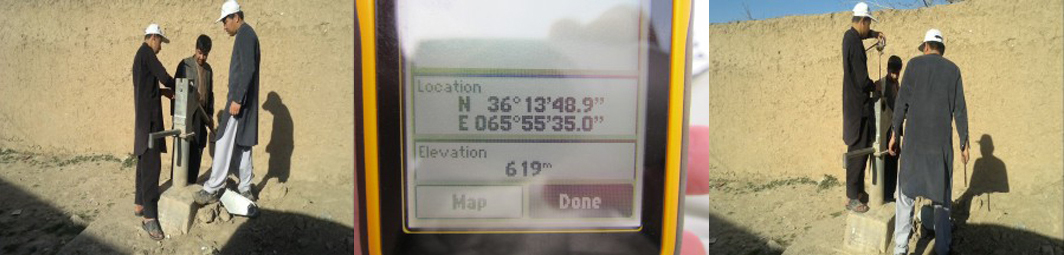 Location
N 36°13'48.9"
E 065°55'35.0"
Elevation
619m
Map
Done